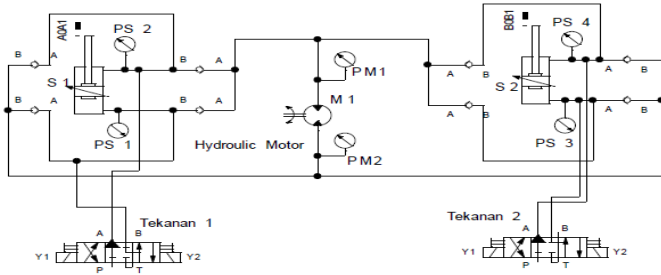 A0A1
PS 2
B0B1
PS 4
B A B A
A B A B
PM1
S 1
M 1
S 2
B A B A
A B A B
PS 1
Hydroulic Motor
PS 3
PM2
Tekanan 1
Tekanan 2
A B
A B
Y1 Y2
Y1 Y2
P T
P T